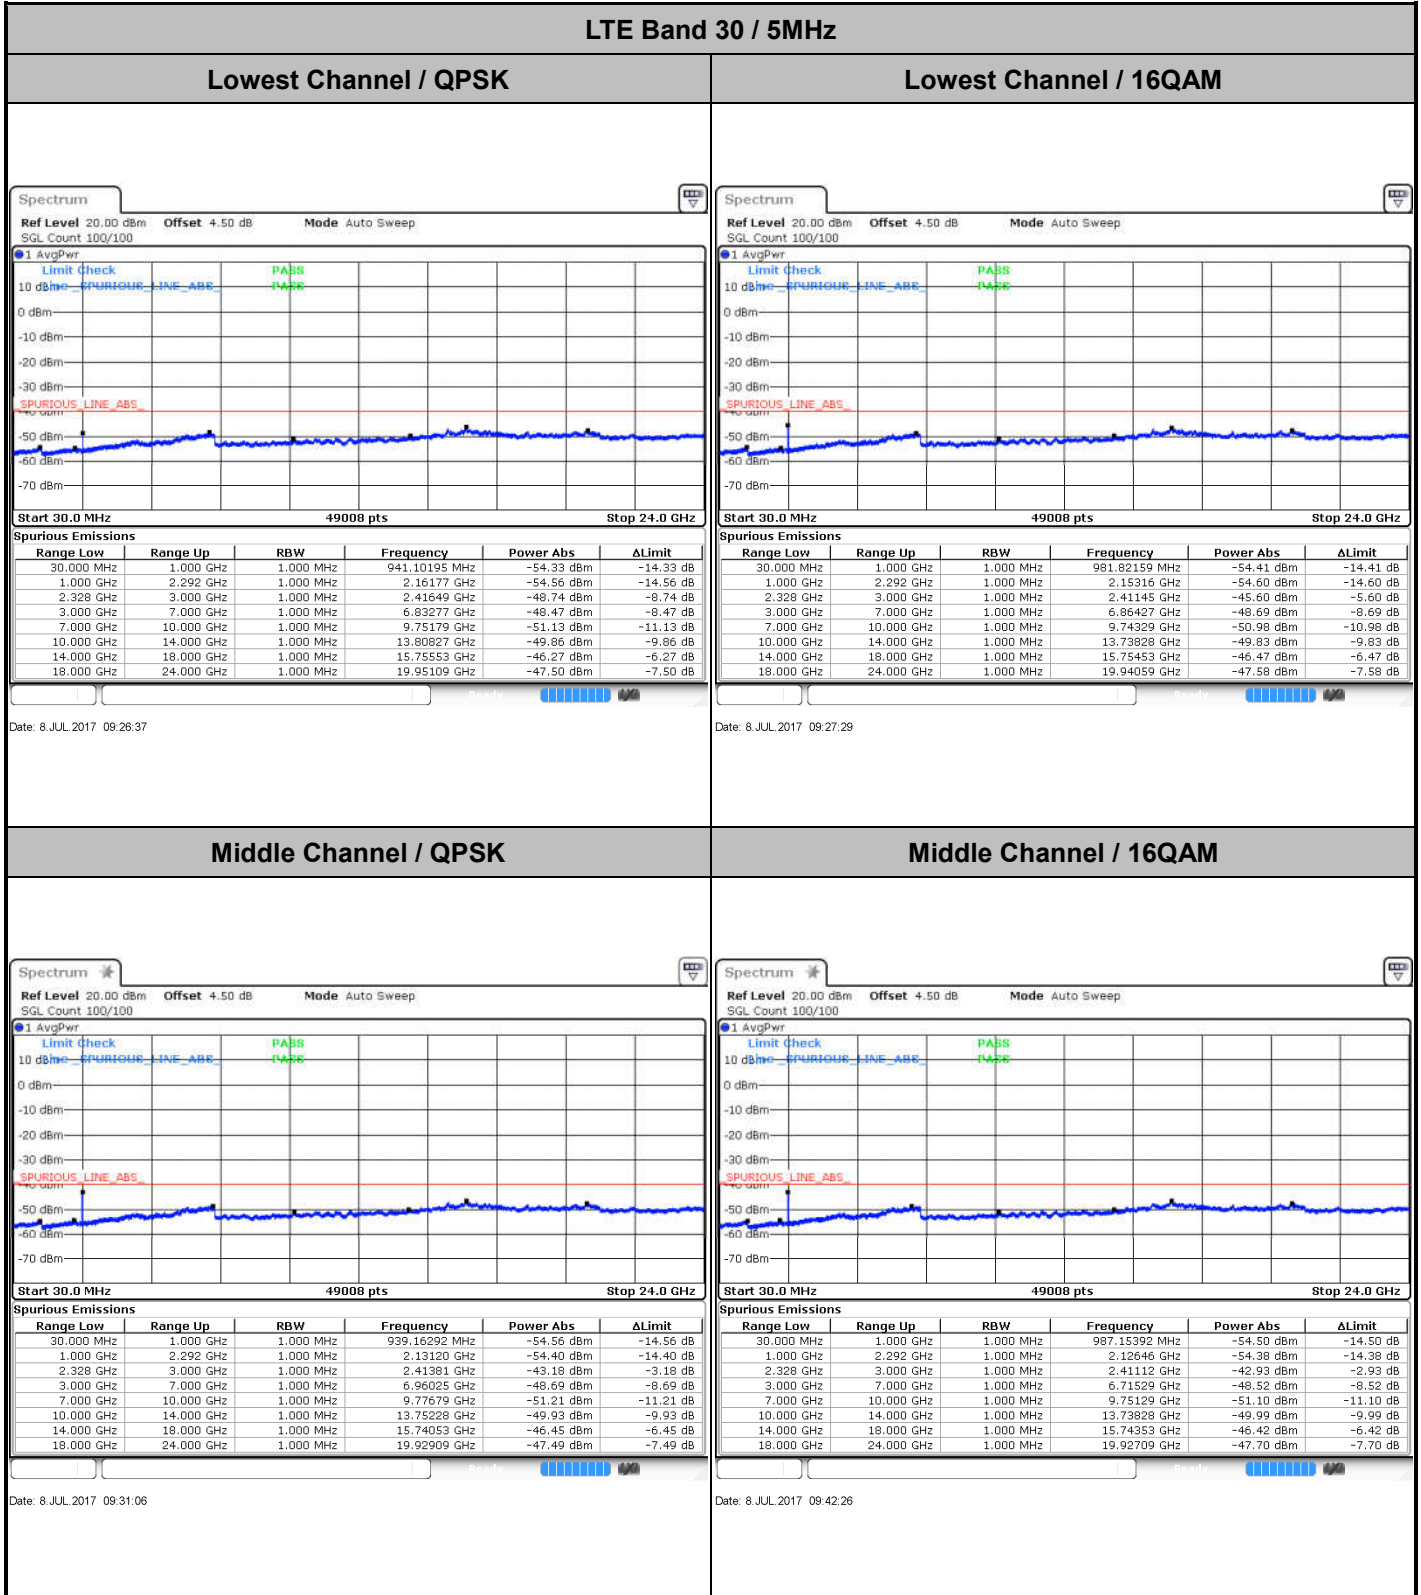 LTE Band 30 / 5MHz
Lowest Channel / QPSK
Lowest Channel / 16QAM
Spectrum
Ref Level 20.00 dBm Offset 4.50 dB Mode Auto Sweep
SGL Count 100/100
1 AvgPwr
Limit Check PASS
Line _SPURIOUS_LINE_ABS_ PASS
10 dBm
0 dBm
-10 dBm
-20 dBm
-30 dBm
_SPURIOUS_LINE_ABS_
-40 dBm
-50 dBm
-60 dBm
-70 dBm
Start 30.0 MHz 49008 pts Stop 24.0 GHz
Spurious Emissions
Range Low Range Up RBW Frequency Power Abs ΔLimit
30.000 MHz 1.000 GHz 1.000 MHz 941.10195 MHz -54.33 dBm -14.33 dB
1.000 GHz 2.292 GHz 1.000 MHz 2.16177 GHz -54.56 dBm -14.56 dB
2.328 GHz 3.000 GHz 1.000 MHz 2.41649 GHz -48.74 dBm -8.74 dB
3.000 GHz 7.000 GHz 1.000 MHz 6.83277 GHz -48.47 dBm -8.47 dB
7.000 GHz 10.000 GHz 1.000 MHz 9.75179 GHz -51.13 dBm -11.13 dB
10.000 GHz 14.000 GHz 1.000 MHz 13.80827 GHz -49.86 dBm -9.86 dB
14.000 GHz 18.000 GHz 1.000 MHz 15.75553 GHz -46.27 dBm -6.27 dB
18.000 GHz 24.000 GHz 1.000 MHz 19.95109 GHz -47.50 dBm -7.50 dB
Ready
Date: 8.JUL.2017 09:26:37
Spectrum
Ref Level 20.00 dBm Offset 4.50 dB Mode Auto Sweep
SGL Count 100/100
1 AvgPwr
Limit Check PASS
Line _SPURIOUS_LINE_ABS_ PASS
10 dBm
0 dBm
-10 dBm
-20 dBm
-30 dBm
_SPURIOUS_LINE_ABS_
-40 dBm
-50 dBm
-60 dBm
-70 dBm
Start 30.0 MHz 49008 pts Stop 24.0 GHz
Spurious Emissions
Range Low Range Up RBW Frequency Power Abs ΔLimit
30.000 MHz 1.000 GHz 1.000 MHz 981.82159 MHz -54.41 dBm -14.41 dB
1.000 GHz 2.292 GHz 1.000 MHz 2.15316 GHz -54.60 dBm -14.60 dB
2.328 GHz 3.000 GHz 1.000 MHz 2.41145 GHz -45.60 dBm -5.60 dB
3.000 GHz 7.000 GHz 1.000 MHz 6.86427 GHz -48.69 dBm -8.69 dB
7.000 GHz 10.000 GHz 1.000 MHz 9.74329 GHz -50.98 dBm -10.98 dB
10.000 GHz 14.000 GHz 1.000 MHz 13.73828 GHz -49.83 dBm -9.83 dB
14.000 GHz 18.000 GHz 1.000 MHz 15.75453 GHz -46.47 dBm -6.47 dB
18.000 GHz 24.000 GHz 1.000 MHz 19.94059 GHz -47.58 dBm -7.58 dB
Date: 8.JUL.2017 09:27:29
Middle Channel / QPSK
Middle Channel / 16QAM
Spectrum
Ref Level 20.00 dBm Offset 4.50 dB Mode Auto Sweep
SGL Count 100/100
1 AvgPwr
Limit Check PASS
Line _SPURIOUS_LINE_ABS_ PASS
10 dBm
0 dBm
-10 dBm
-20 dBm
-30 dBm
_SPURIOUS_LINE_ABS_
-40 dBm
-50 dBm
-60 dBm
-70 dBm
Start 30.0 MHz 49008 pts Stop 24.0 GHz
Spurious Emissions
Range Low Range Up RBW Frequency Power Abs ΔLimit
30.000 MHz 1.000 GHz 1.000 MHz 939.16292 MHz -54.56 dBm -14.56 dB
1.000 GHz 2.292 GHz 1.000 MHz 2.13120 GHz -54.40 dBm -14.40 dB
2.328 GHz 3.000 GHz 1.000 MHz 2.41381 GHz -43.18 dBm -3.18 dB
3.000 GHz 7.000 GHz 1.000 MHz 6.96025 GHz -48.69 dBm -8.69 dB
7.000 GHz 10.000 GHz 1.000 MHz 9.77679 GHz -51.21 dBm -11.21 dB
10.000 GHz 14.000 GHz 1.000 MHz 13.75228 GHz -49.93 dBm -9.93 dB
14.000 GHz 18.000 GHz 1.000 MHz 15.74053 GHz -46.45 dBm -6.45 dB
18.000 GHz 24.000 GHz 1.000 MHz 19.92909 GHz -47.49 dBm -7.49 dB
Date: 8.JUL.2017 09:31:06
Spectrum
Ref Level 20.00 dBm Offset 4.50 dB Mode Auto Sweep
SGL Count 100/100
1 AvgPwr
Limit Check PASS
Line _SPURIOUS_LINE_ABS_ PASS
10 dBm
0 dBm
-10 dBm
-20 dBm
-30 dBm
_SPURIOUS_LINE_ABS_
-40 dBm
-50 dBm
-60 dBm
-70 dBm
Start 30.0 MHz 49008 pts Stop 24.0 GHz
Spurious Emissions
Range Low Range Up RBW Frequency Power Abs ΔLimit
30.000 MHz 1.000 GHz 1.000 MHz 987.15392 MHz -54.50 dBm -14.50 dB
1.000 GHz 2.292 GHz 1.000 MHz 2.12646 GHz -54.38 dBm -14.38 dB
2.328 GHz 3.000 GHz 1.000 MHz 2.41112 GHz -42.93 dBm -2.93 dB
3.000 GHz 7.000 GHz 1.000 MHz 6.71529 GHz -48.52 dBm -8.52 dB
7.000 GHz 10.000 GHz 1.000 MHz 9.75129 GHz -51.10 dBm -11.10 dB
10.000 GHz 14.000 GHz 1.000 MHz 13.73828 GHz -49.99 dBm -9.99 dB
14.000 GHz 18.000 GHz 1.000 MHz 15.74353 GHz -46.42 dBm -6.42 dB
18.000 GHz 24.000 GHz 1.000 MHz 19.92709 GHz -47.70 dBm -7.70 dB
Date: 8.JUL.2017 09:42:26